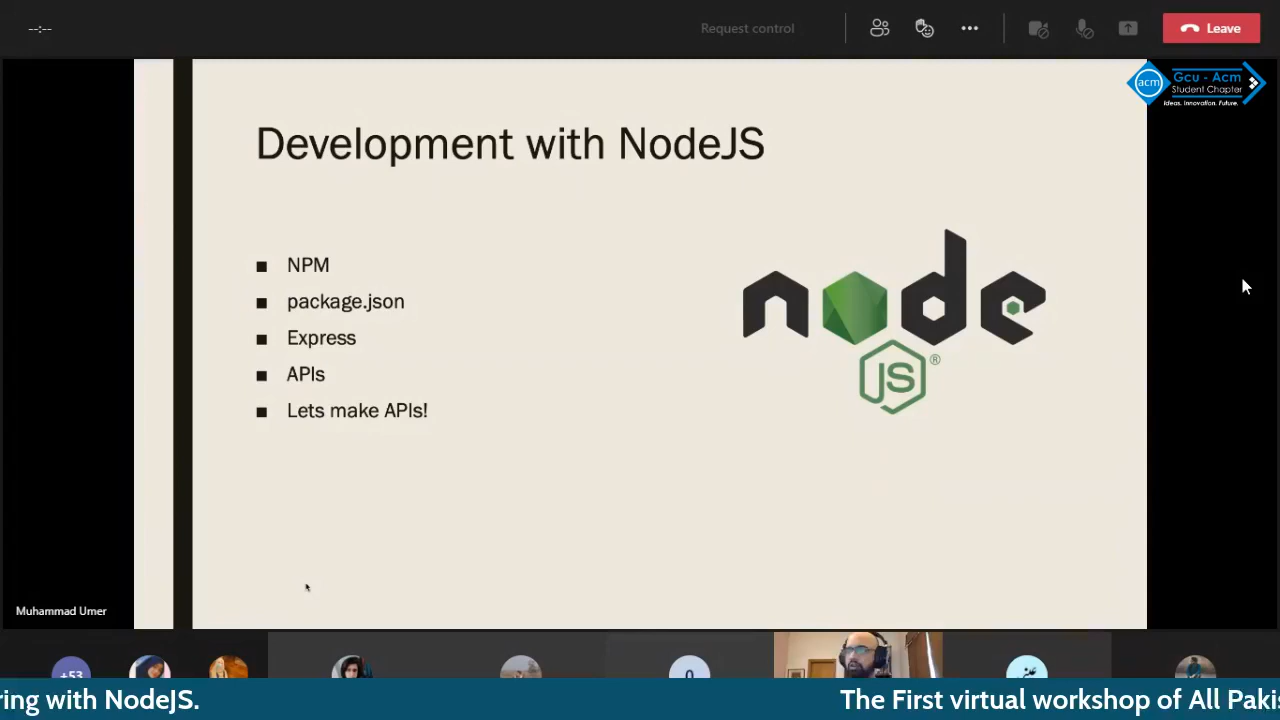 --:--
Request control
Leave
acm
Gcu - Acm
Student Chapter
Ideas. Innovation. Future.
Development with NodeJS
NPM
package.json
Express
APIs
Lets make APIs!
node
JS®
Muhammad Umer
+53
ring with NodeJS.
The First virtual workshop of All Pakis